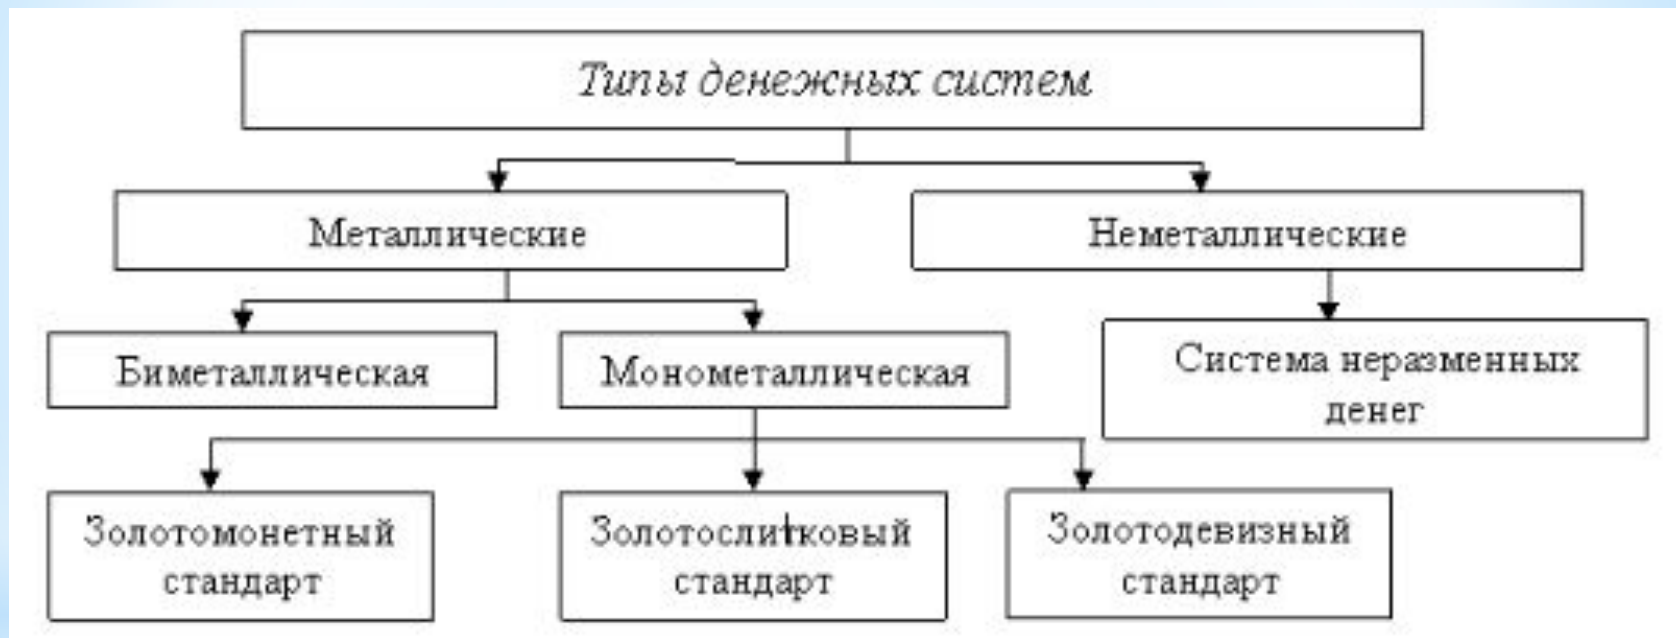 Типы денежных систем
Металлические
Неметаллические
Биметаллическая
Монометаллическая
Система неразменных
денег
Золотомонетный
стандарт
Золотослитковый
стандарт
Золотодевизный
стандарт